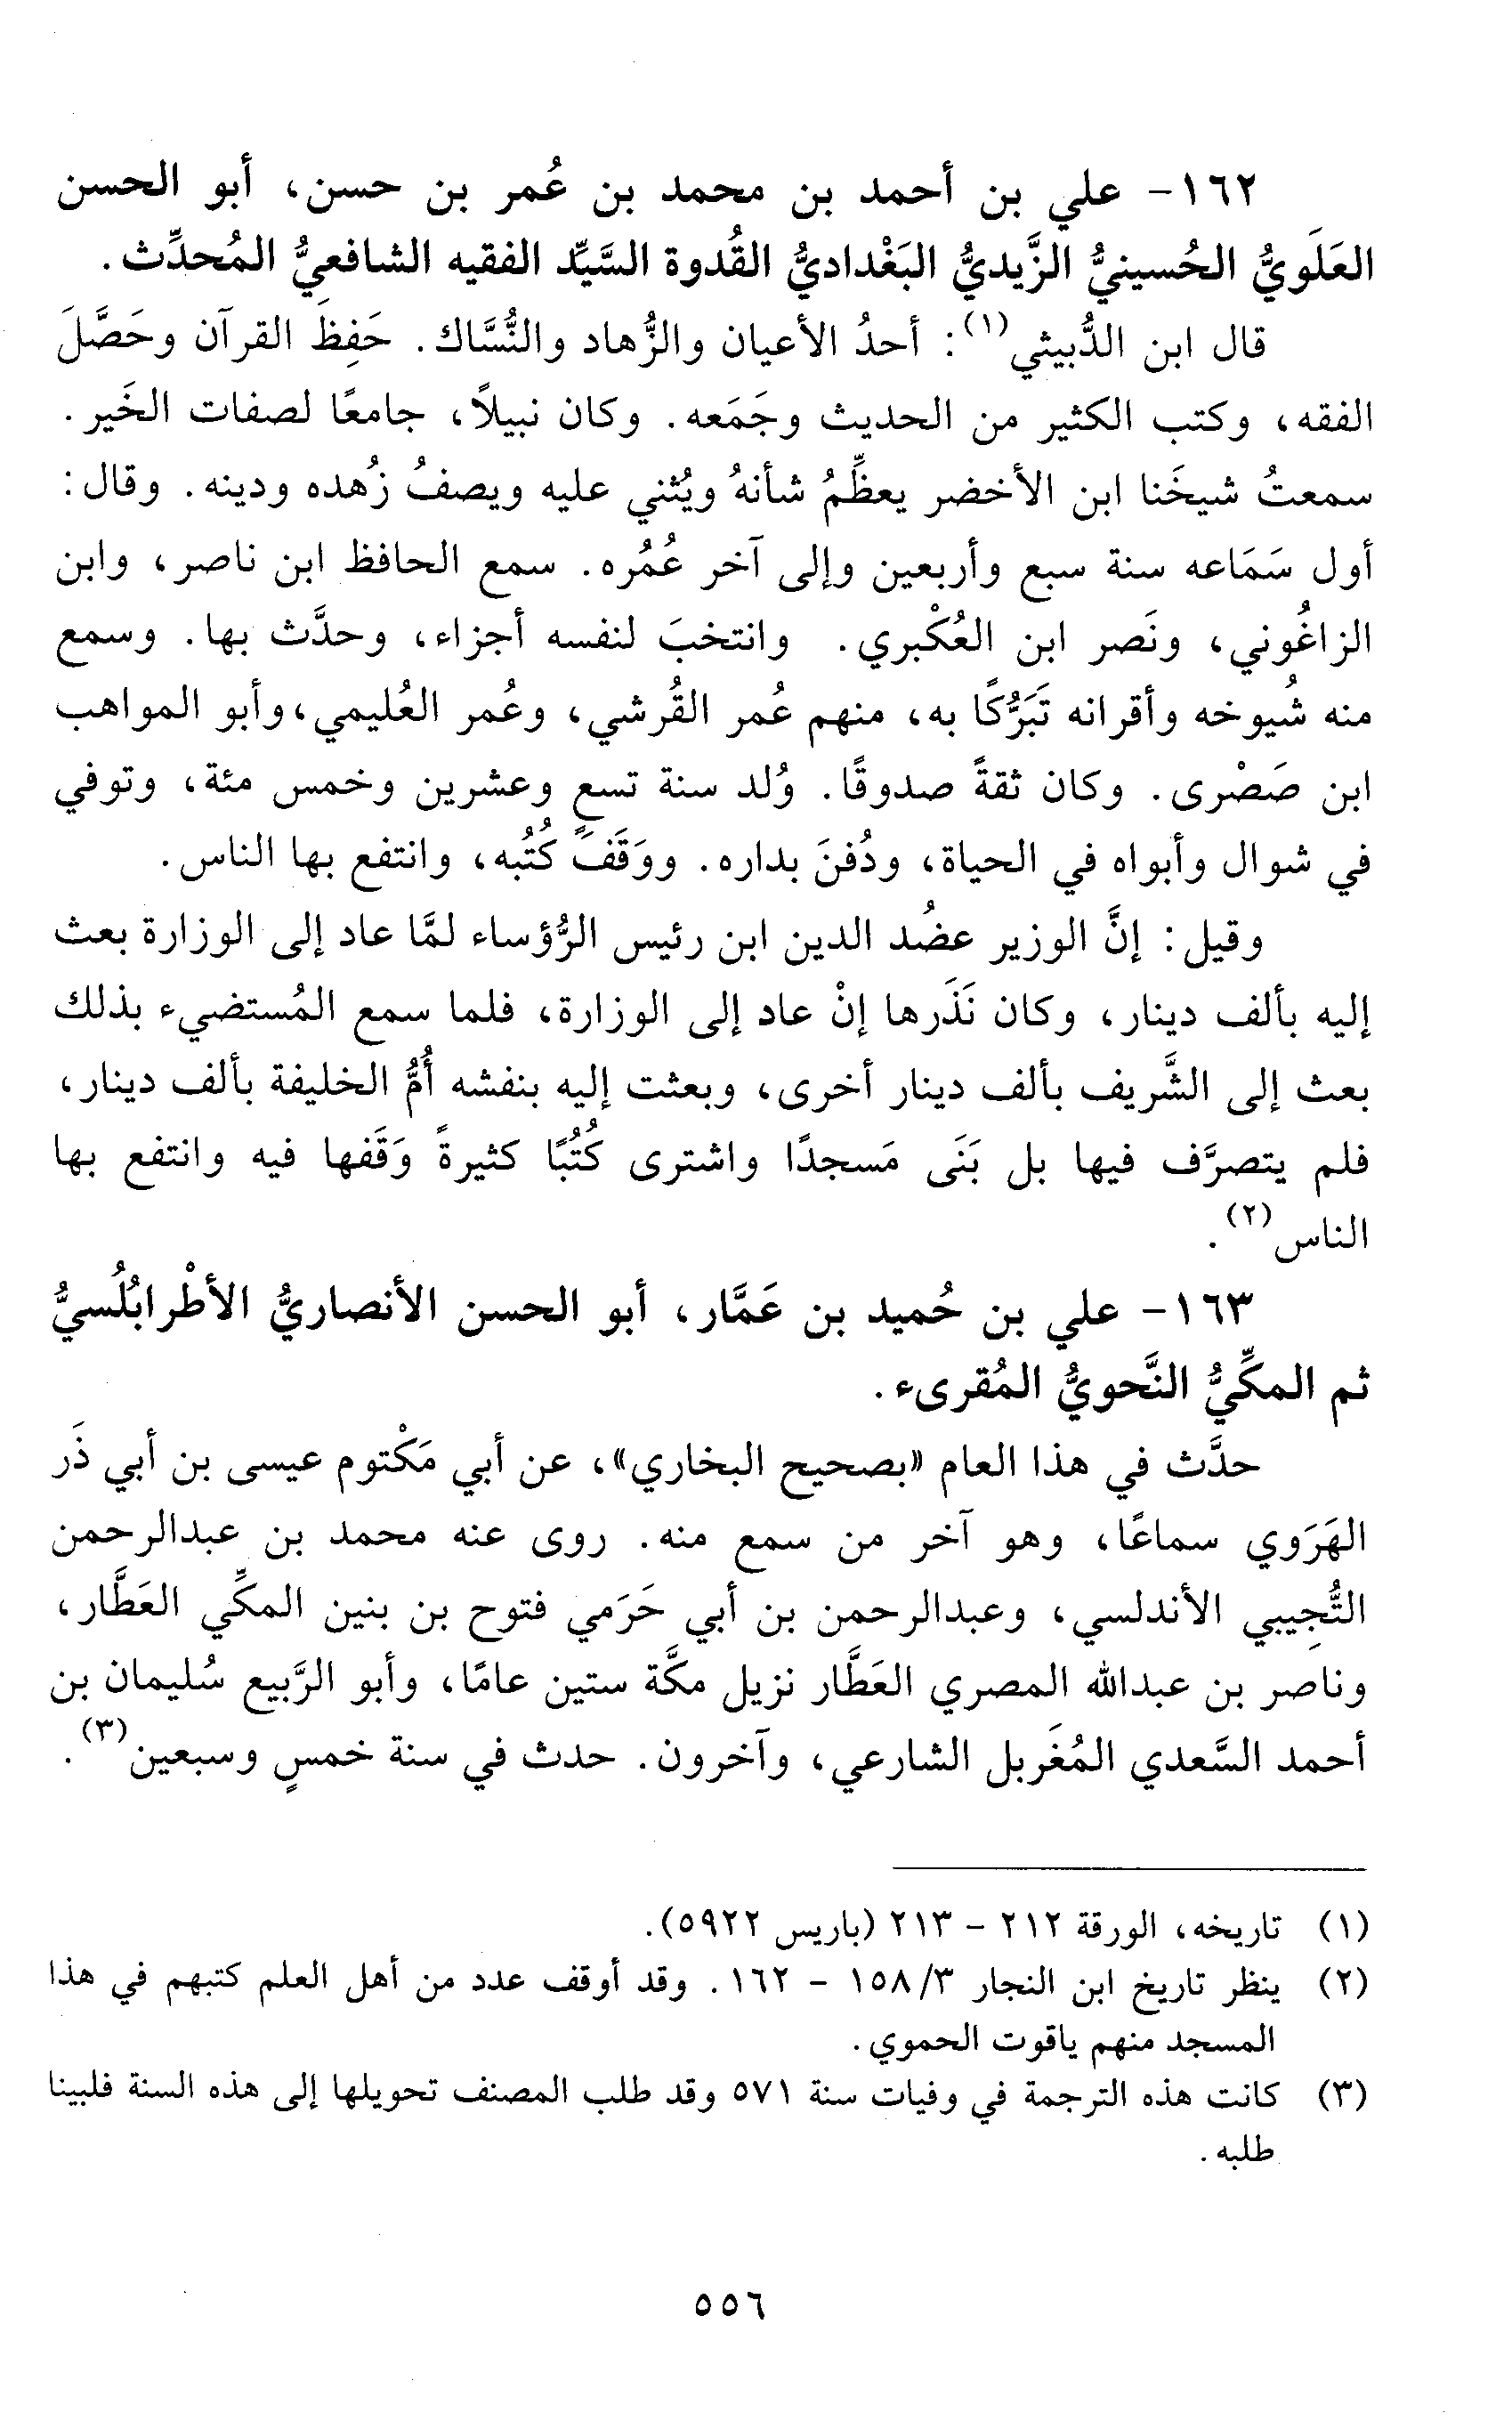 ١٦٢- علي بن أحمد بن محمد بن عُمر بن حسن، أبو الحسن
العَلَويُّ الحُسينيُّ الزَّيديُّ البَغْداديُّ القُدوة السَّيِّد الفقيه الشافعيُّ المُحدِّث.
قال ابن الدُّبيثي(١): أحدُ الأعيان والزُّهاد والنُّسَّاك. حَفِظَ القرآن وحَصَّلَ
الفقه، وكتب الكثير من الحديث وجَمَعه. وكان نبيلاً، جامعًا لصفات الخَير.
سمعتُ شيخَنا ابن الأخضر يعظِّمُ شأنهُ ويُثني عليه ويصفُ زُهده ودينه. وقال:
أول سَمَاعه سنة سبع وأربعين وإلى آخر عُمُره. سمع الحافظ ابن ناصر، وابن
الزاغُوني، ونَصر ابن العُكْبري. وانتخبَ لنفسه أجزاء، وحدَّث بها. وسمع
منه شُيوخه وأقرانه تَبَرُّكًا به، منهم عُمر القُرشي، وعُمر العُليمي،وأبو المواهب
ابن صَصْرى. وكان ثقةً صدوقًا. وُلد سنة تسعٍ وعشرين وخمس مئة، وتوفي
في شوال وأبواه في الحياة، ودُفنَ بداره. ووَقَفَ كُتُبه، وانتفع بها الناس.
وقيل: إنَّ الوزير عضُد الدين ابن رئيس الرُّؤساء لمَّا عاد إلى الوزارة بعث
إليه بألف دينار، وكان نَذَرها إنْ عاد إلى الوزارة، فلما سمع المُستضيء بذلك
بعث إلى الشَّريف بألف دينار أخرى، وبعثت إليه بنفشه أُمُّ الخليفة بألف دينار،
فلم يتصرَّف فيها بل بَنَى مَسجدًا واشترى كُتُبًا كثيرةً وَقَفها فيه وانتفع بها
الناس(٢).
١٦٣- علي بن حُميد بن عَمَّار، أبو الحسن الأنصاريُّ الأطْرابُلُسيُّ
ثم المكِّيُّ النَّحويُّ المُقرىء.
حدَّث في هذا العام «بصحيح البخاري»، عن أبي مَكْتوم عيسى بن أبي ذَر
الهَرَوي سماعًا، وهو آخر من سمع منه. روى عنه محمد بن عبدالرحمن
التُّجِيبي الأندلسي، وعبدالرحمن بن أبي حَرَمي فتوح بن بنين المكِّي العَطَّار،
وناصر بن عبدالله المصري العَطَّار نزيل مكَّة ستين عامًا، وأبو الرَّبيع سُليمان بن
أحمد السَّعدي المُغَربل الشارعي، وآخرون. حدث في سنة خمسٍ وسبعين(٣).
(١) تاريخه، الورقة ٢١٢ - ٢١٣ (باريس ٥٩٢٢).
(٢) ينظر تاريخ ابن النجار ٣/ ١٥٨ - ١٦٢. وقد أوقف عدد من أهل العلم كتبهم في هذا
المسجد منهم ياقوت الحموي.
(٣) كانت هذه الترجمة في وفيات سنة ٥٧١ وقد طلب المصنف تحويلها إلى هذه السنة فلبينا
طلبه.
٥٥٦